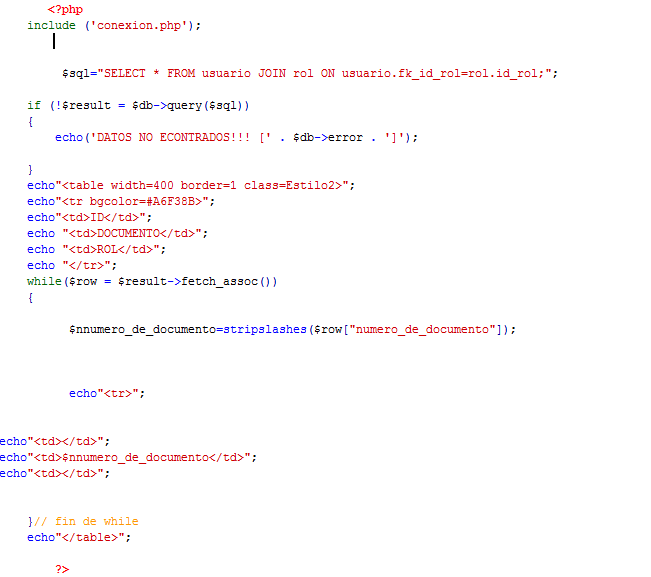 <?php
include ('conexion.php');
$sql="SELECT * FROM usuario JOIN rol ON usuario.fk_id_rol=rol.id_rol;";
if (!$result = $db->query($sql))
{
echo('DATOS NO ECONTRADOS!!! [' . $db->error . ']');
}
echo"<table width=400 border=1 class=Estilo2>";
echo"<tr bgcolor=#A6F38B>";
echo"<td>ID</td>";
echo "<td>DOCUMENTO</td>";
echo "<td>ROL</td>";
echo "</tr>";
while($row = $result->fetch_assoc())
{
$nnumero_de_documento=stripslashes($row["numero_de_documento"]);
echo"<tr>";
echo"<td></td>";
echo"<td>$nnumero_de_documento</td>";
echo"<td></td>";
}// fin de while
echo"</table>";
?>